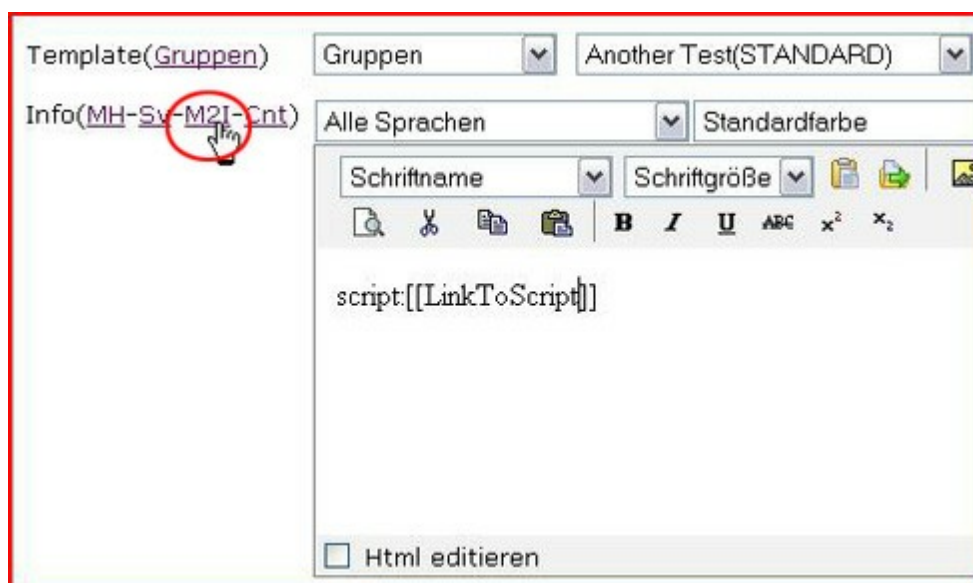 Template(Gruppen) Gruppen Another Test(STANDARD)
Info(MH-Sv-M2I-Cnt) Alle Sprachen Standardfarbe
Schriftname Schriftgröße
B I U ABC x² x₂
script:[[LinkToScript]]
Html editieren